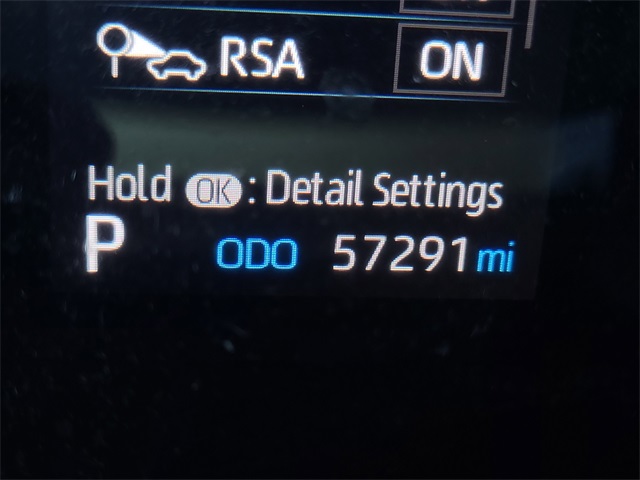 RSA ON
Hold OK : Detail Settings
P ODO 57291 mi